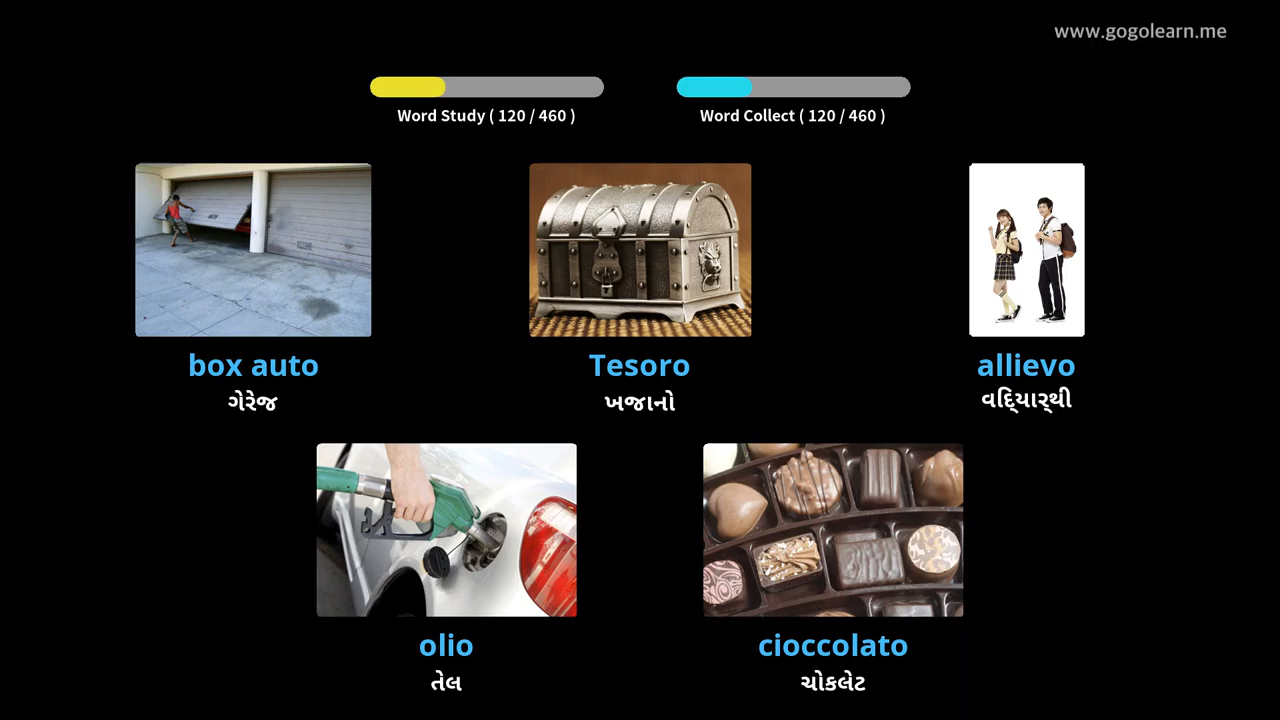 www.gogolearn.me
Word Study ( 120 / 460 )
Word Collect ( 120 / 460 )
box auto
ગેરેજ
Tesoro
ખજાનો
allievo
વિદ્યાર્થી
olio
તેલ
cioccolato
ચોકલેટ